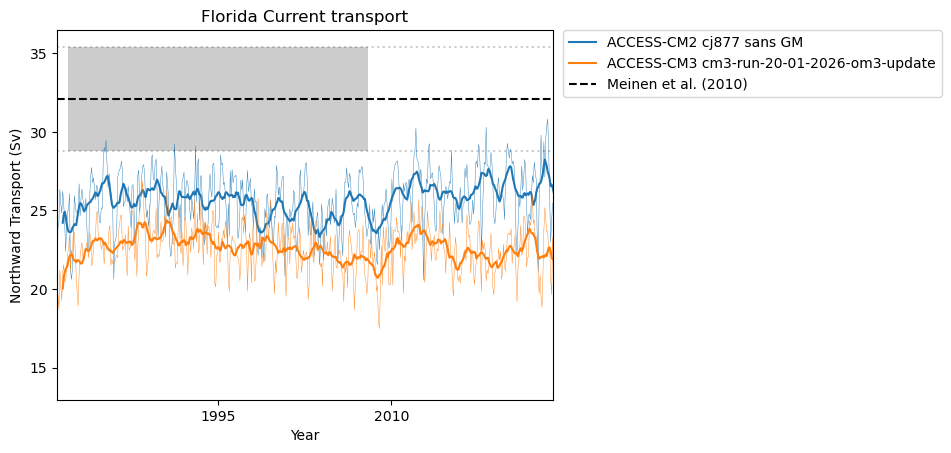 Florida Current transport
ACCESS-CM2 cj877 sans GM
ACCESS-CM3 cm3-run-20-01-2026-om3-update
Meinen et al. (2010)
Northward Transport (Sv)
35
30
25
20
15
1995
2010
Year